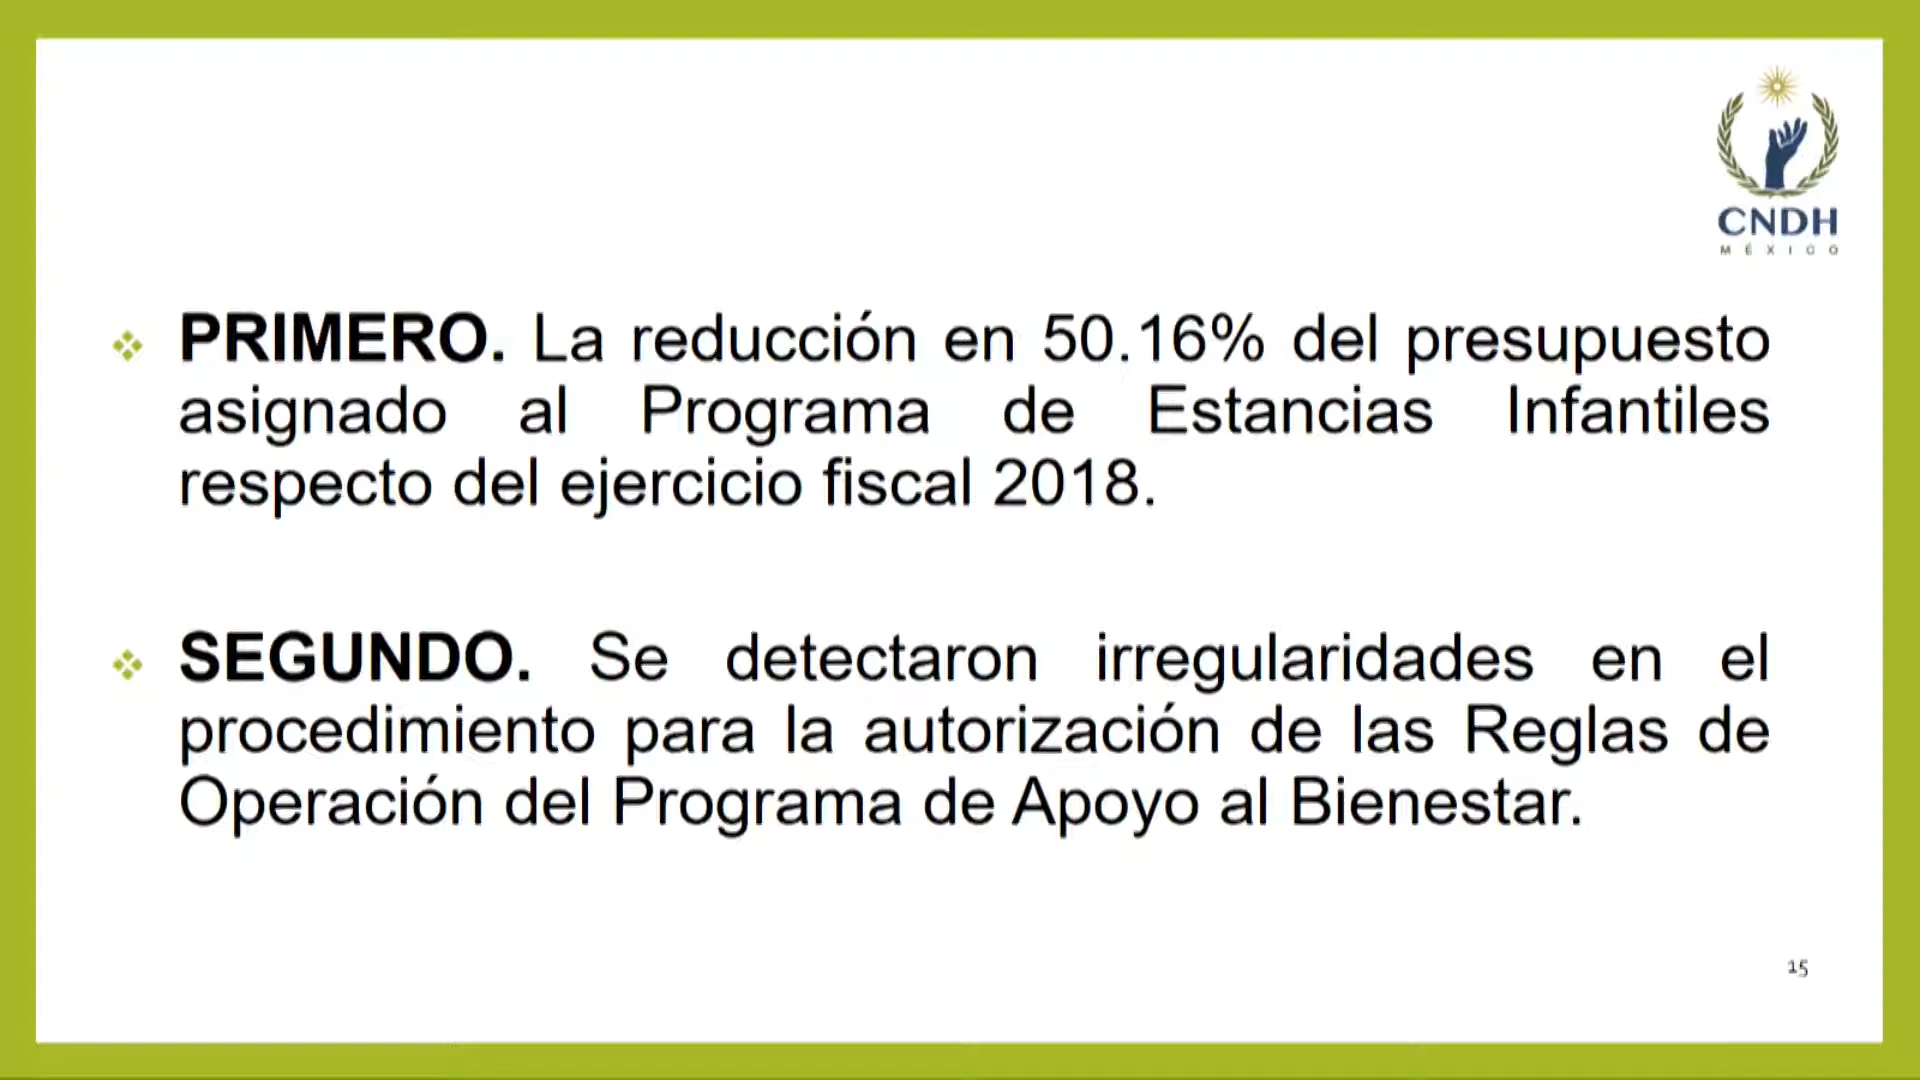 CNDH
MÉXICO
PRIMERO. La reducción en 50.16% del presupuesto
asignado al Programa de Estancias Infantiles
respecto del ejercicio fiscal 2018.
SEGUNDO. Se detectaron irregularidades en el
procedimiento para la autorización de las Reglas de
Operación del Programa de Apoyo al Bienestar.
15